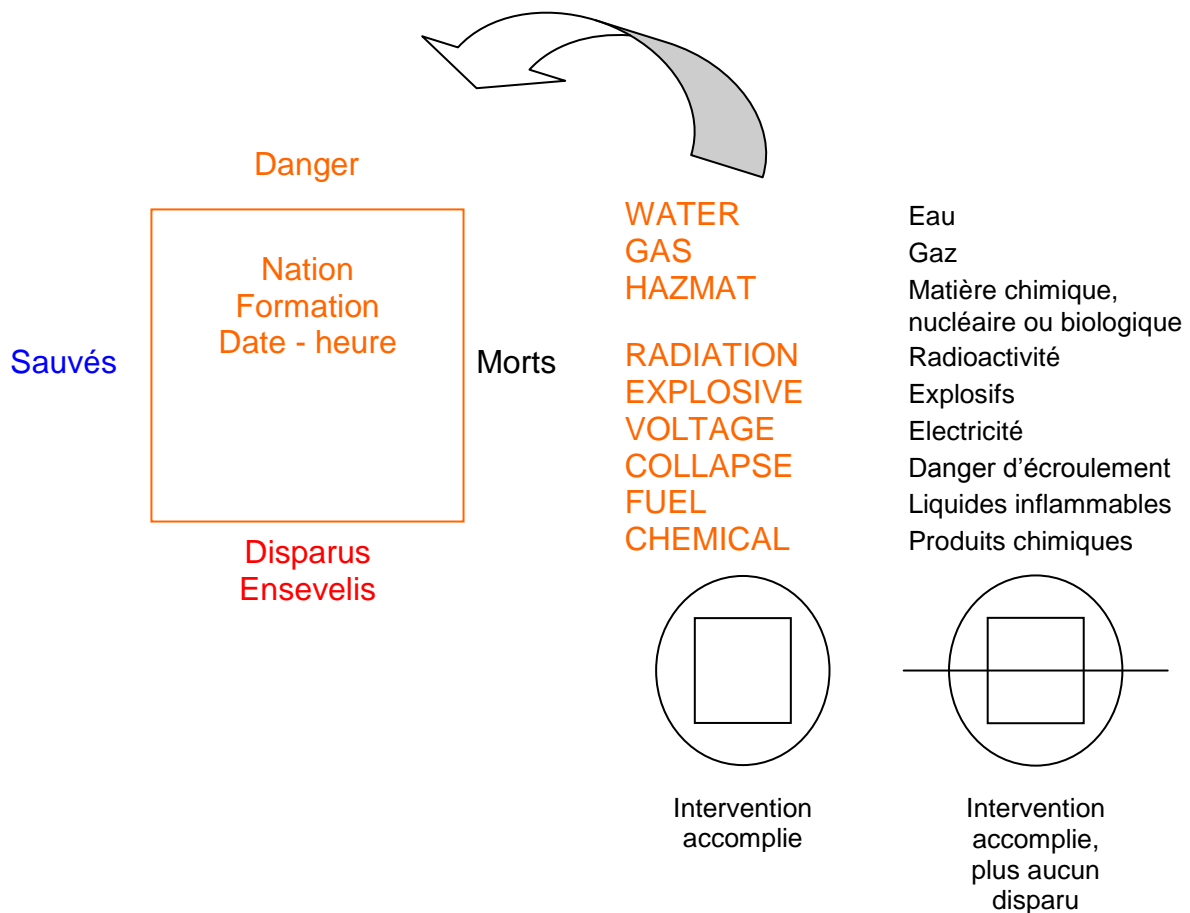 Danger
Nation
Formation
Date - heure
Sauvés
Morts
Disparus
Ensevelis
WATER Eau
GAS Gaz
HAZMAT Matière chimique,
nucléaire ou biologique
RADIATION Radioactivité
EXPLOSIVE Explosifs
VOLTAGE Electricité
COLLAPSE Danger d'écroulement
FUEL Liquides inflammables
CHEMICAL Produits chimiques
Intervention
accomplie
Intervention
accomplie,
plus aucun
disparu